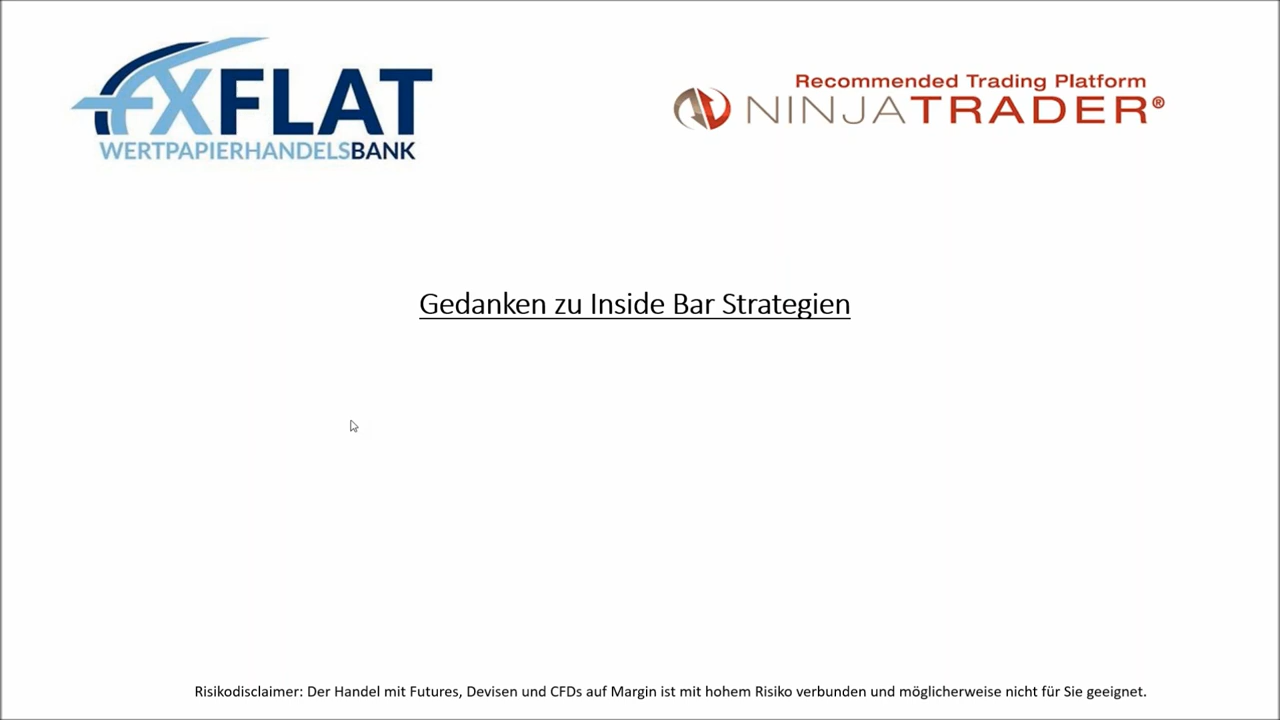 FXFLAT
WERTPAPIERHANDELSBANK
Recommended Trading Platform
NINJATRADER®
Gedanken zu Inside Bar Strategien
Risikodisclaimer: Der Handel mit Futures, Devisen und CFDs auf Margin ist mit hohem Risiko verbunden und möglicherweise nicht für Sie geeignet.